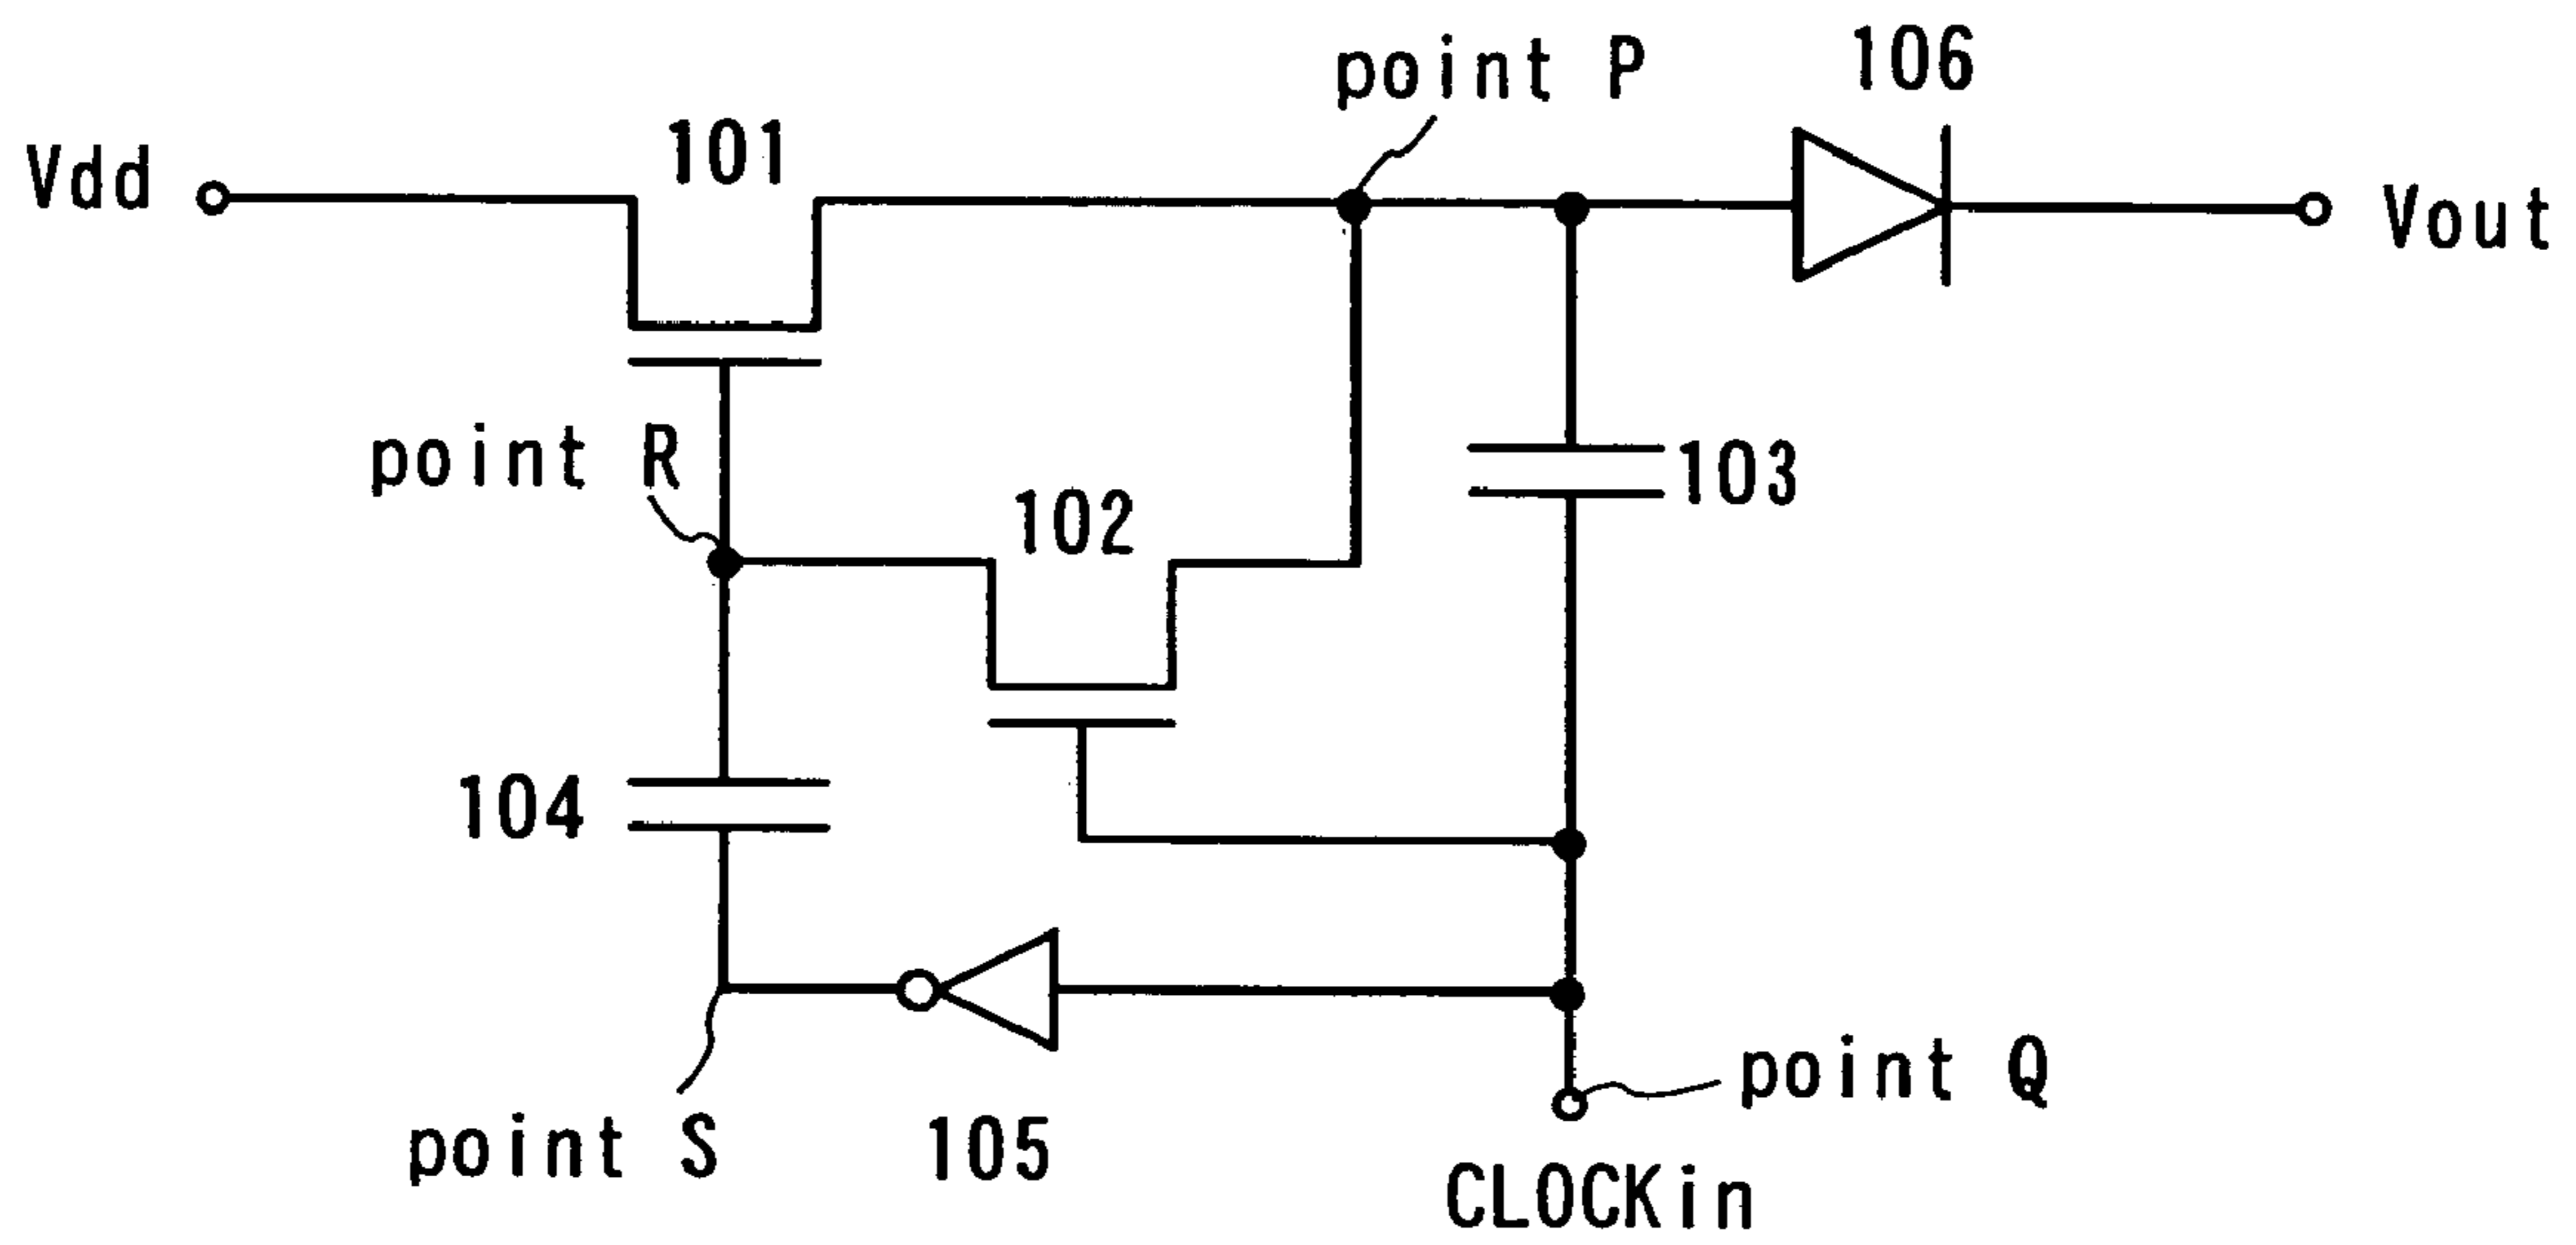 106
point P
101
Vdd
Vout
point R
103
102
104
point Q
point S
105
CLOCKin